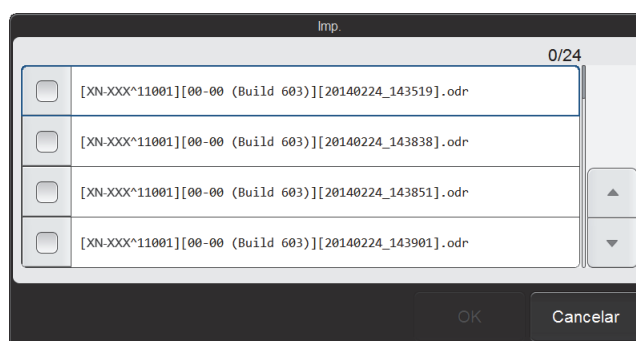 Imp.
0/24
[XN-XXX^11001][00-00 (Build 603)][20140224_143519].odr
[XN-XXX^11001][00-00 (Build 603)][20140224_143838].odr
[XN-XXX^11001][00-00 (Build 603)][20140224_143851].odr
[XN-XXX^11001][00-00 (Build 603)][20140224_143901].odr
OK Cancelar